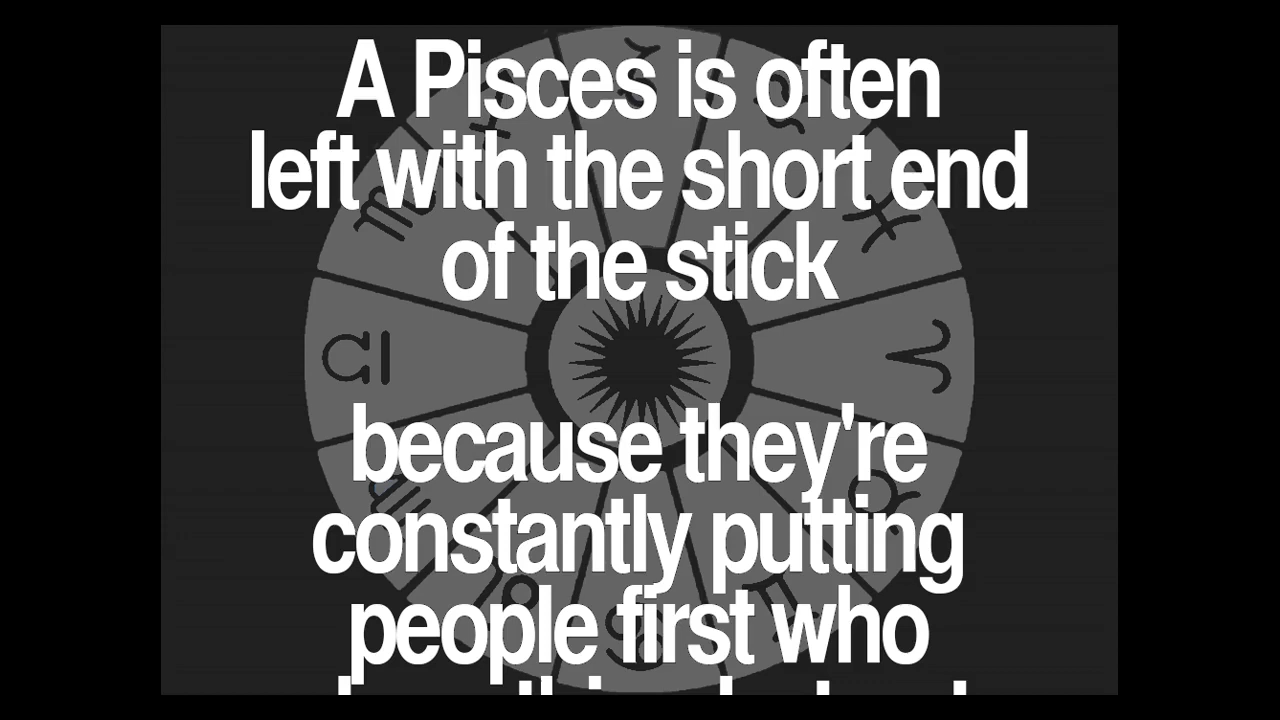 A Pisces is often
left with the short end
of the stick
because they're
constantly putting
people first who